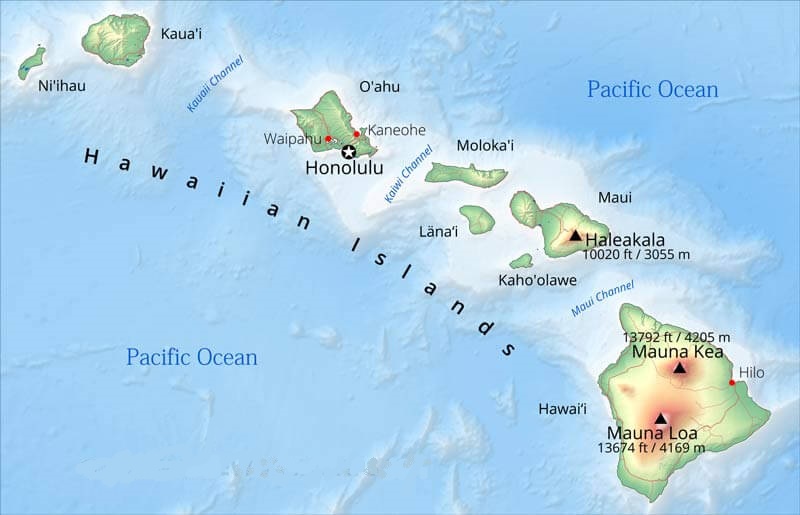 Kaua'i
Ni'ihau
Kauaii Channel
O'ahu
Pacific Ocean
Waipahu
Kaneohe
Honolulu
Kaiwi Channel
Moloka'i
Hawaiian Islands
Maui
Läna‘i
Haleakala
10020 ft / 3055 m
Kaho'olawe
Maui Channel
Pacific Ocean
13792 ft / 4205 m
Mauna Kea
Hilo
Hawai‘i
Mauna Loa
13674 ft / 4169 m